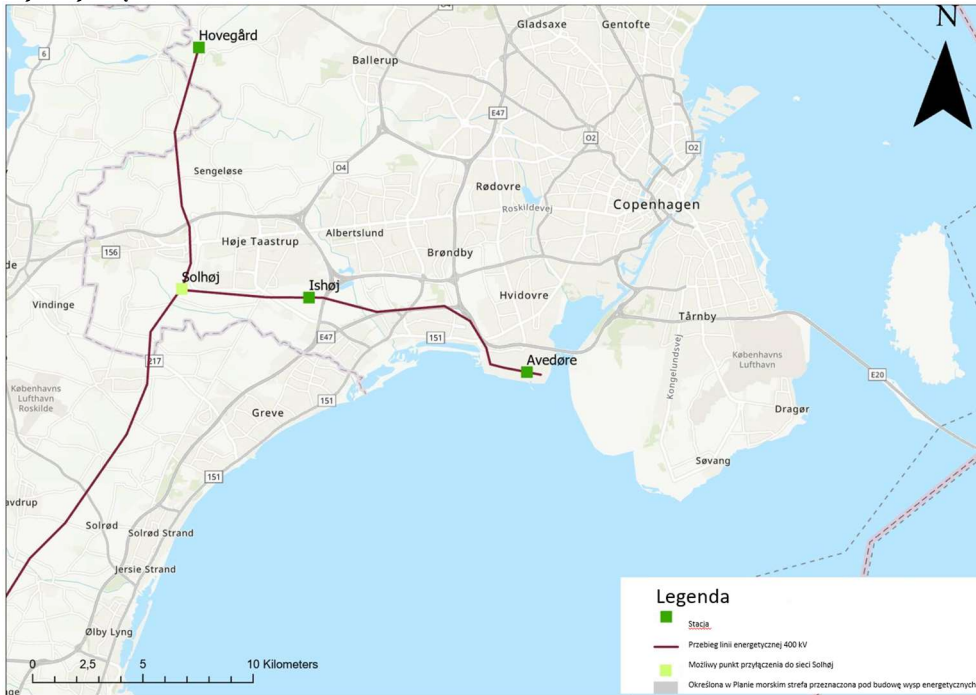 N
Hovegård
Gladsaxe
Gentofte
Ballerup
6
E47
O2
O2
Sengeløse
O4
Rødovre
Roskildevej
Copenhagen
Albertslund
Høje Taastrup
156
Brøndby
de
Solhøj
Ishøj
Hvidovre
Vindinge
Tårnby
E47
151
217
Avedøre
Kongelundsvej
Københavns
Lufthavn
E20
Københavns
Lufthavn
Roskilde
151
Greve
Dragør
Søvang
151
avdrup
Solrød
Solrød Strand
Jersie Strand
Legenda
Stacja
Przebieg linii energetycznej 400 kV
Ølby Lyng
0 2,5 5 10 Kilometers
Możliwy punkt przyłączenia do sieci Solhøj
Określona w Planie morskim strefa przeznaczona pod budowę wysp energetycznych
ge